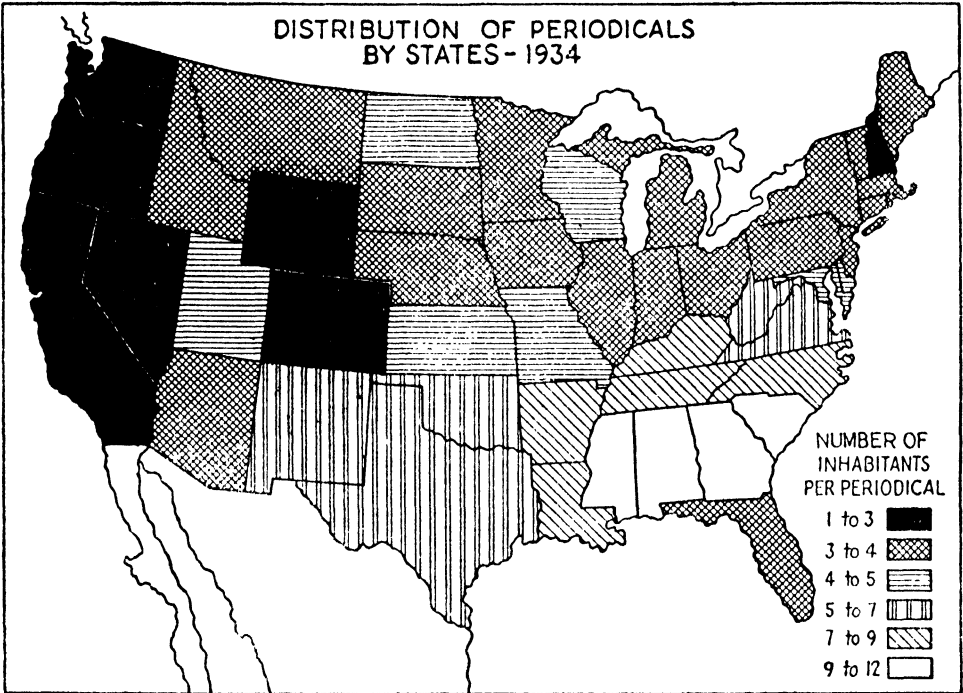 DISTRIBUTION OF PERIODICALS
BY STATES - 1934
NUMBER OF
INHABITANTS
PER PERIODICAL
1 to 3
3 to 4
4 to 5
5 to 7
7 to 9
9 to 12